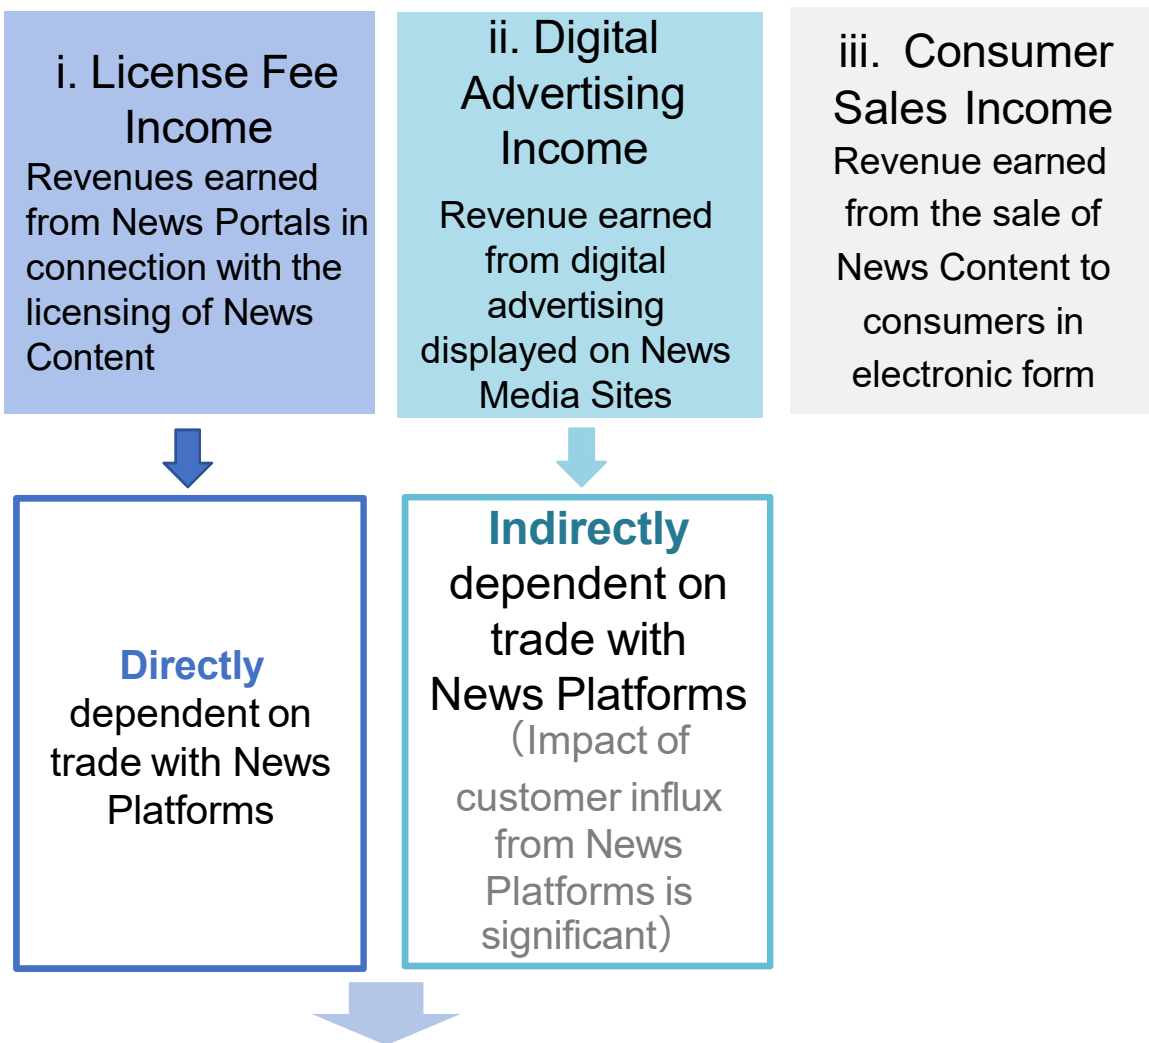 i. License Fee
Income
Revenues earned
from News Portals in
connection with the
licensing of News
Content
ii. Digital
Advertising
Income
Revenue earned
from digital
advertising
displayed on News
Media Sites
iii. Consumer
Sales Income
Revenue earned
from the sale of
News Content to
consumers in
electronic form
Directly
dependent on
trade with News
Platforms
Indirectly
dependent on
trade with
News Platforms
（Impact of
customer influx
from News
Platforms is
significant）